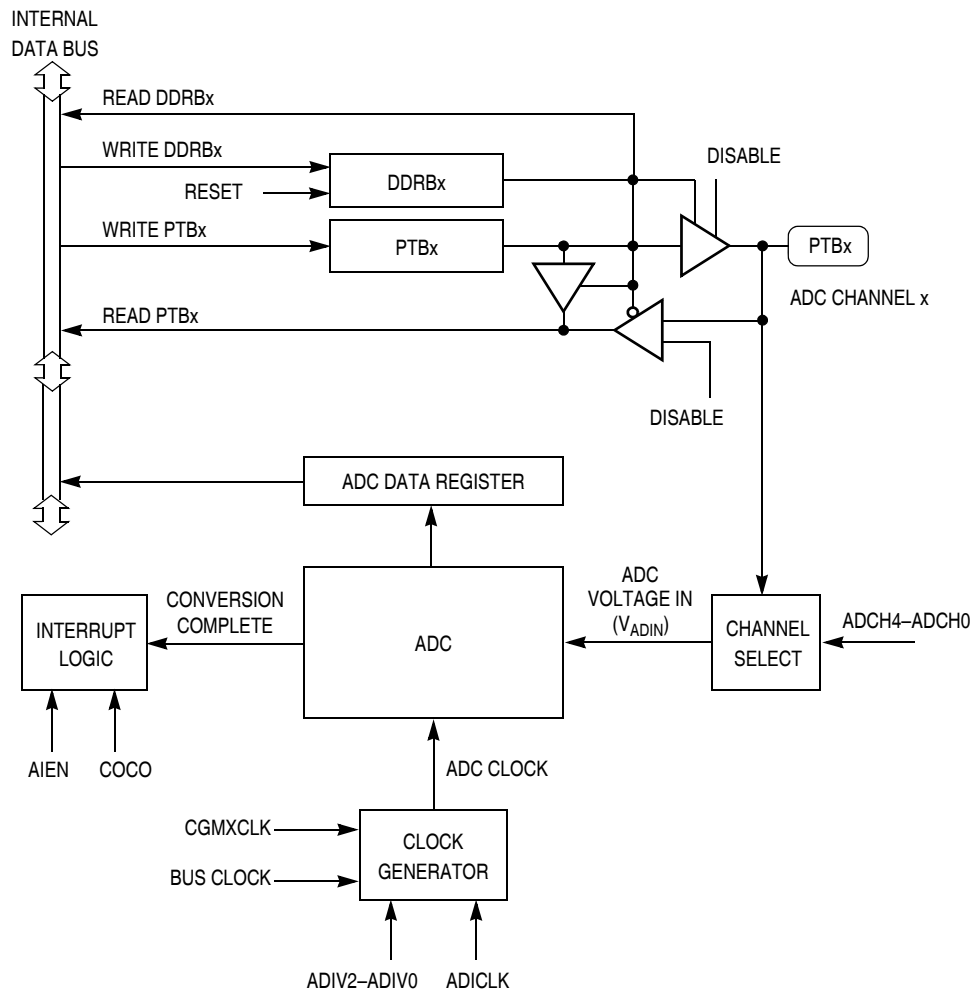 INTERNAL
DATA BUS
READ DDRBx
WRITE DDRBx
DISABLE
RESET
DDRBx
WRITE PTBx
PTBx
PTBx
ADC CHANNEL x
READ PTBx
DISABLE
ADC DATA REGISTER
INTERRUPT
LOGIC
CONVERSION
COMPLETE
ADC
ADC
VOLTAGE IN
(VADIN)
CHANNEL
SELECT
ADCH4–ADCH0
AIEN
COCO
ADC CLOCK
CGMXCLK
BUS CLOCK
CLOCK
GENERATOR
ADIV2–ADIV0
ADICLK